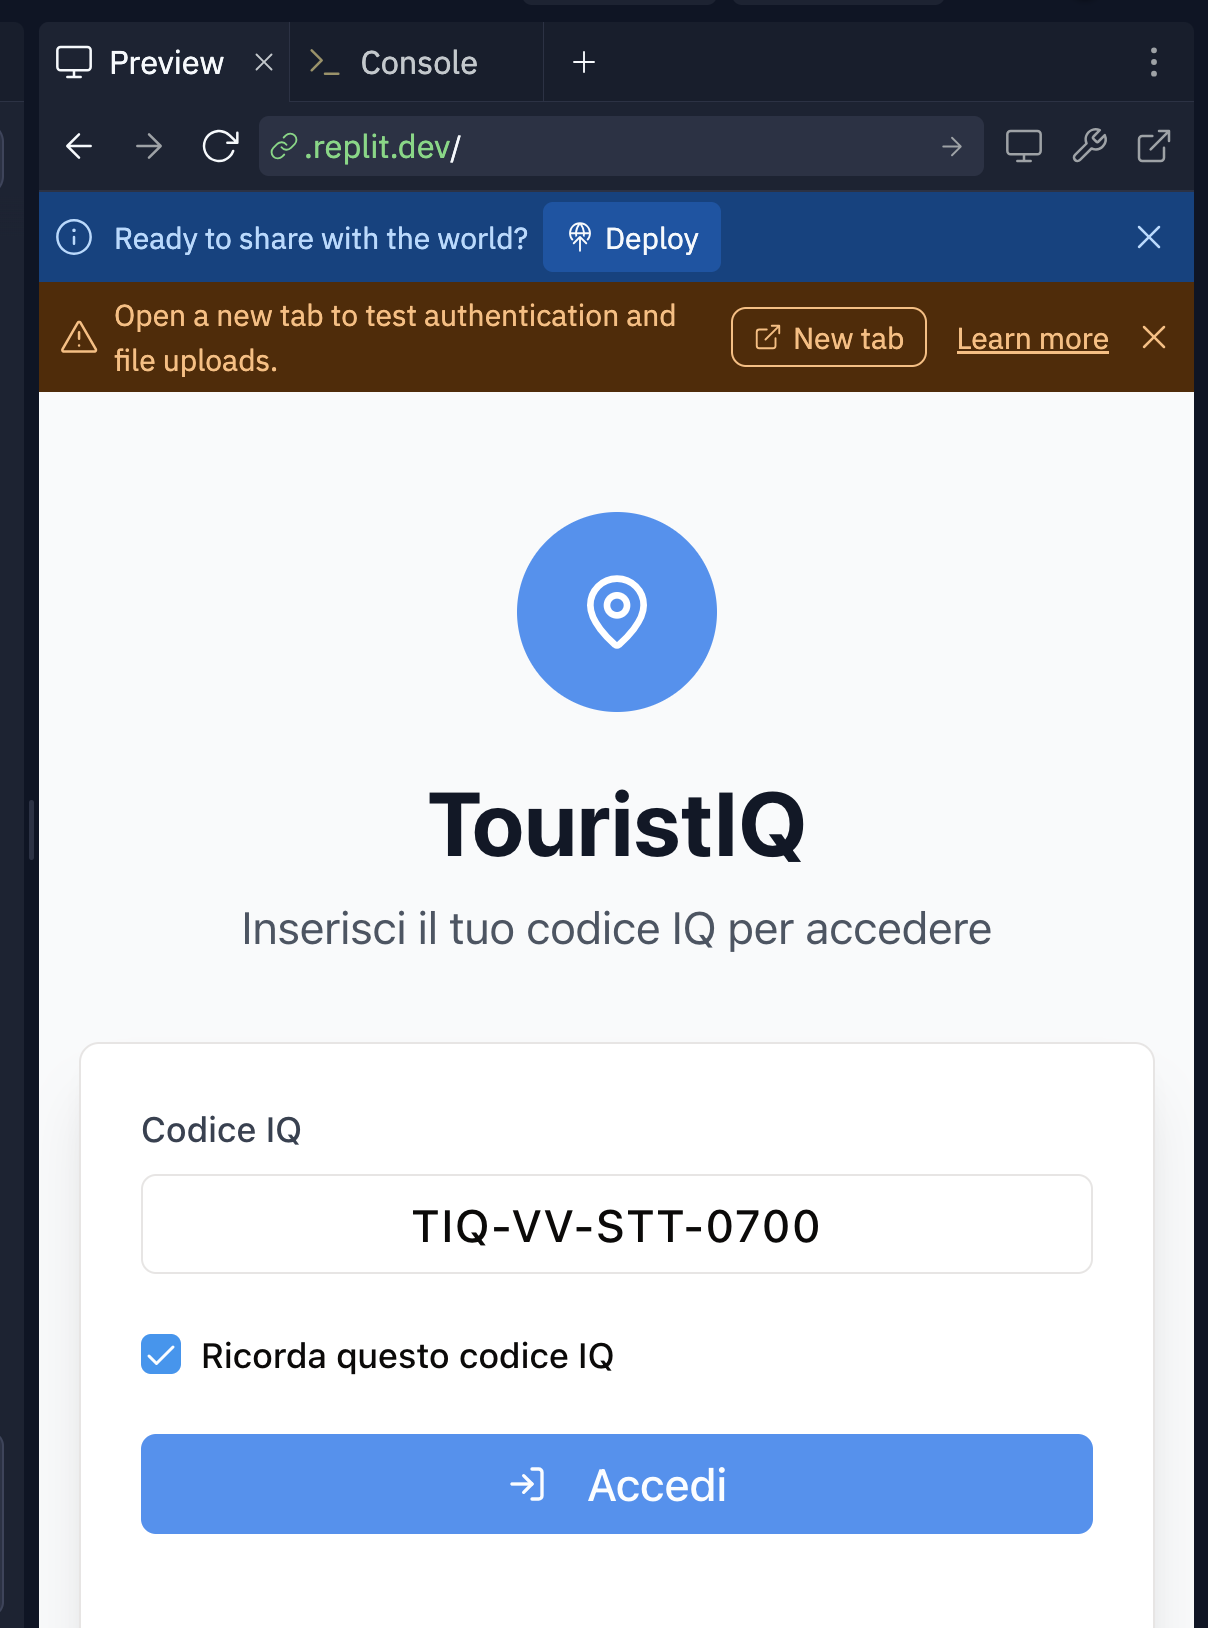 Preview
Console
.replit.dev/
Ready to share with the world?
Deploy
Open a new tab to test authentication and
file uploads.
New tab
Learn more
TouristIQ
Inserisci il tuo codice IQ per accedere
Codice IQ
TIQ-VV-STT-0700
Ricorda questo codice IQ
Accedi